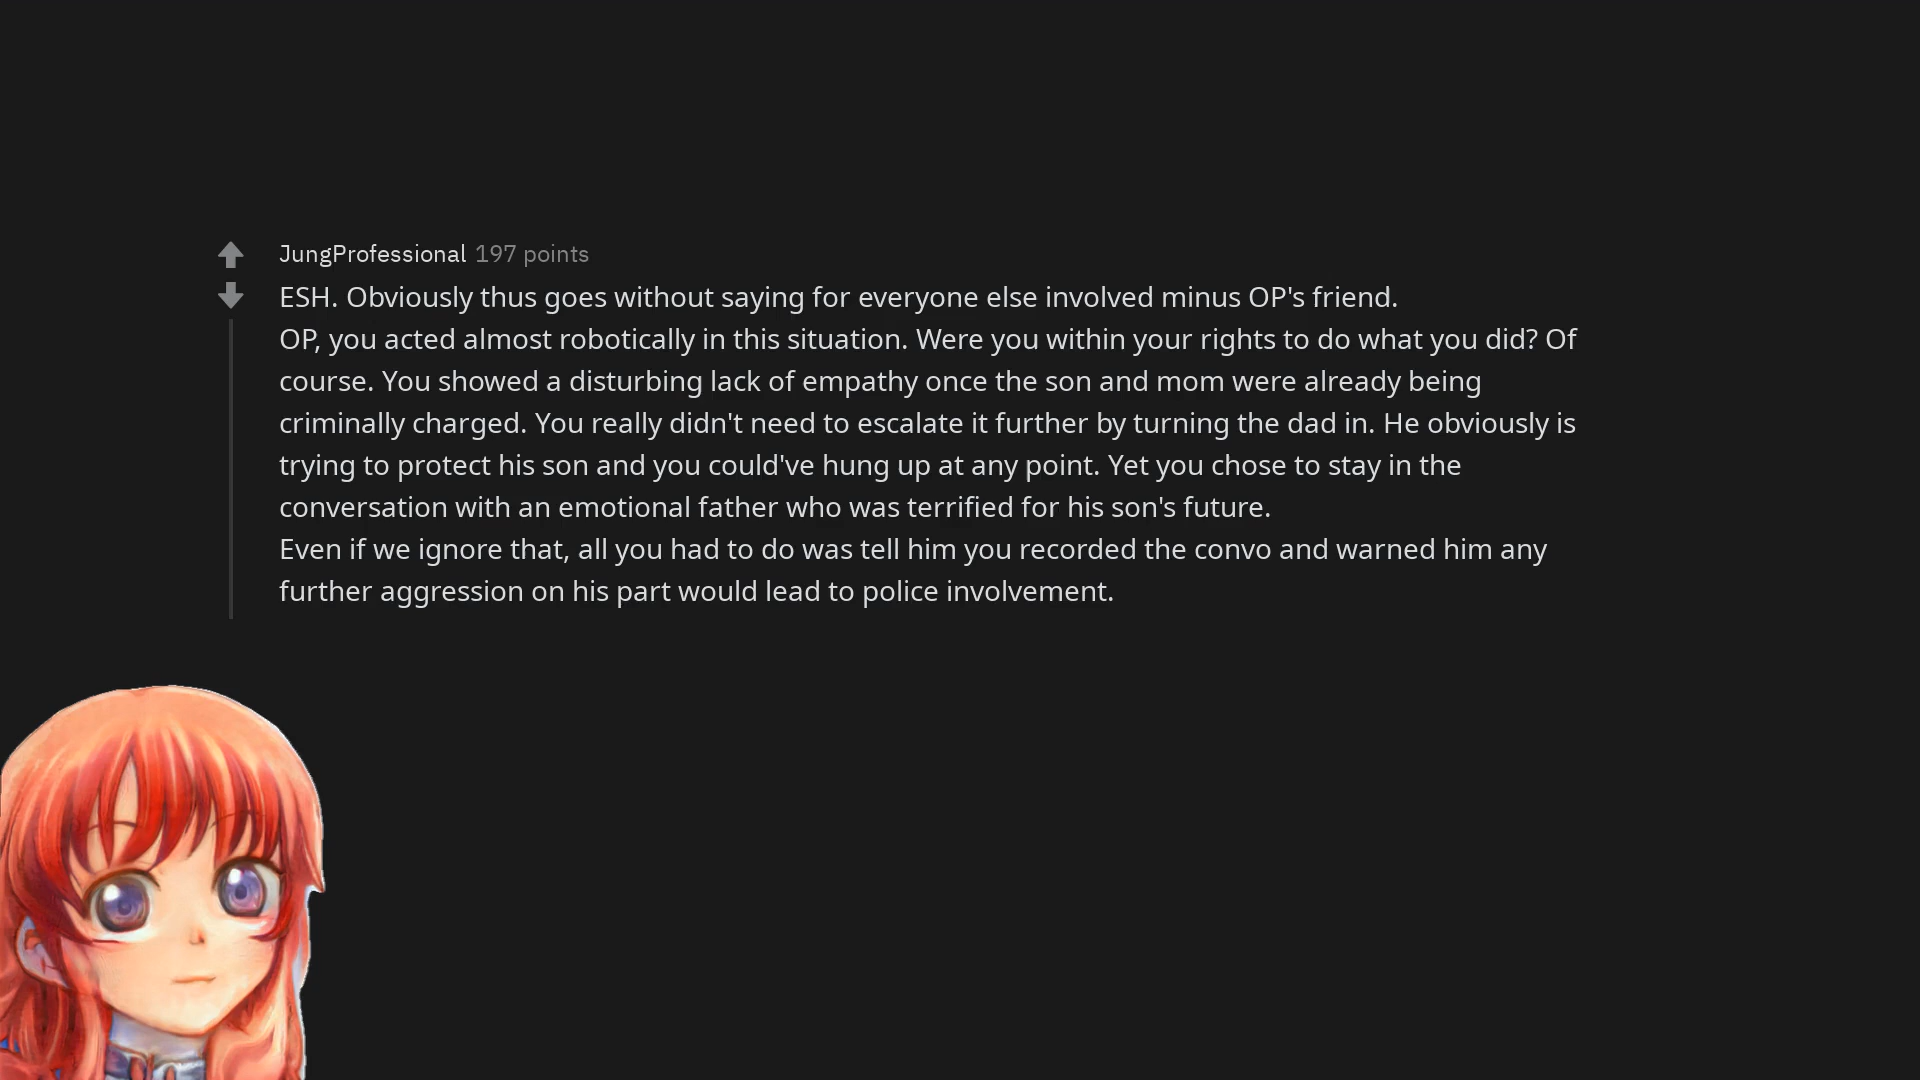 JungProfessional 197 points
ESH. Obviously thus goes without saying for everyone else involved minus OP's friend.
OP, you acted almost robotically in this situation. Were you within your rights to do what you did? Of
course. You showed a disturbing lack of empathy once the son and mom were already being
criminally charged. You really didn't need to escalate it further by turning the dad in. He obviously is
trying to protect his son and you could've hung up at any point. Yet you chose to stay in the
conversation with an emotional father who was terrified for his son's future.
Even if we ignore that, all you had to do was tell him you recorded the convo and warned him any
further aggression on his part would lead to police involvement.